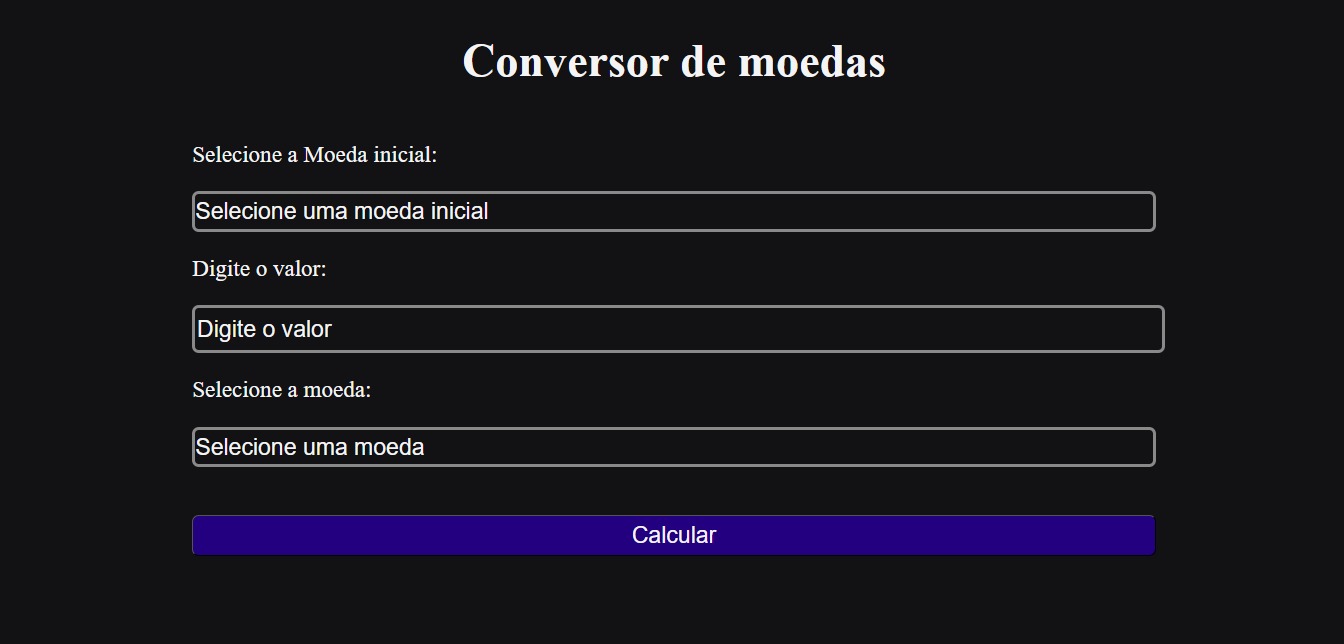 Conversor de moedas
Selecione a Moeda inicial:
Selecione uma moeda inicial
Digite o valor:
Digite o valor
Selecione a moeda:
Selecione uma moeda
Calcular